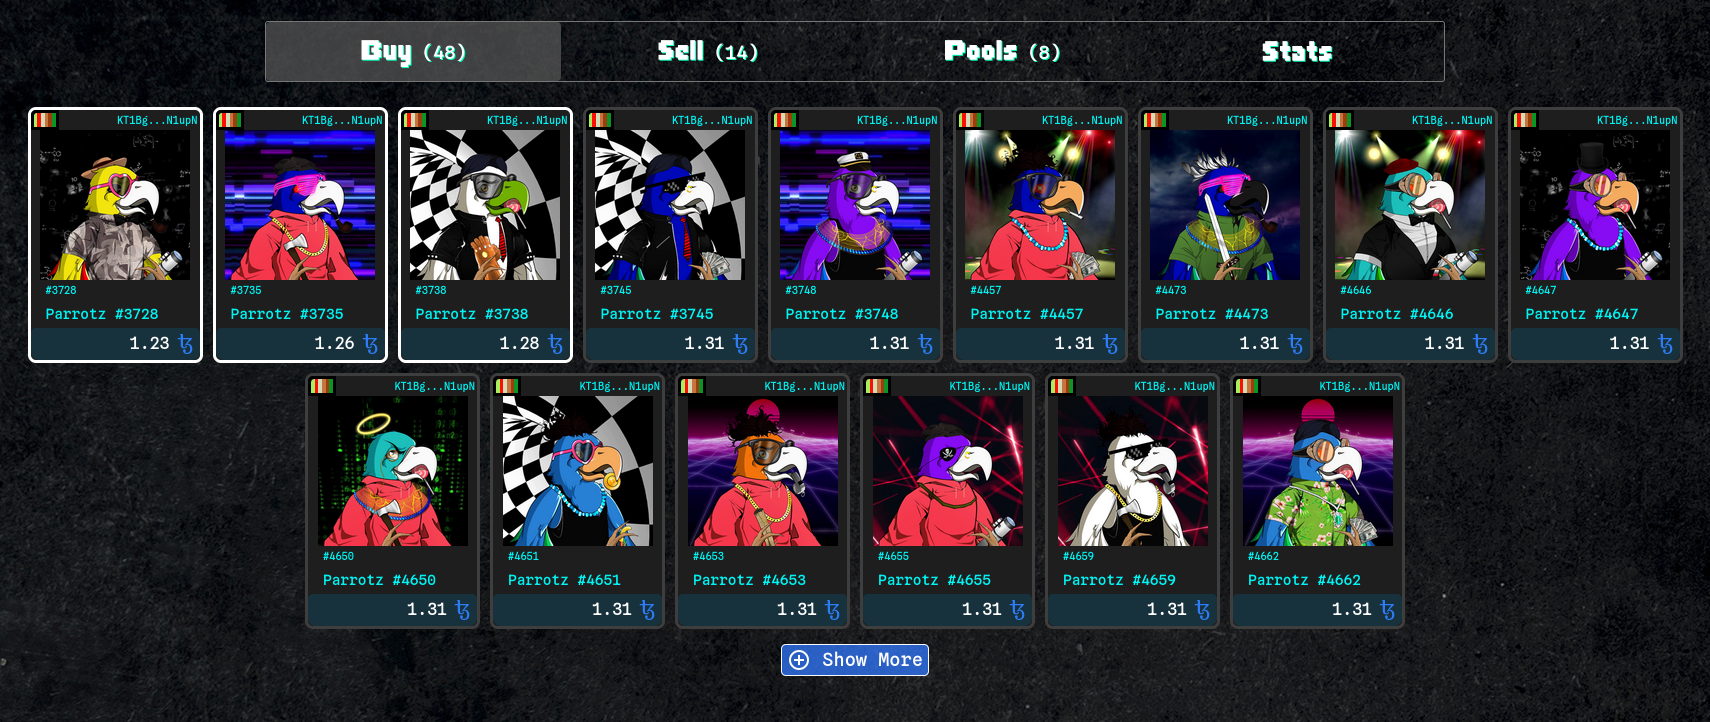 Buy (48) Sell (14) Pools (8) Stats
KT1Bg...N1upN KT1Bg...N1upN KT1Bg...N1upN KT1Bg...N1upN KT1Bg...N1upN KT1Bg...N1upN KT1Bg...N1upN KT1Bg...N1upN KT1Bg...N1upN
#3728 #3735 #3738 #3745 #3748 #4457 #4473 #4646 #4647
Parrotz #3728 Parrotz #3735 Parrotz #3738 Parrotz #3745 Parrotz #3748 Parrotz #4457 Parrotz #4473 Parrotz #4646 Parrotz #4647
1.23 ꜩ 1.26 ꜩ 1.28 ꜩ 1.31 ꜩ 1.31 ꜩ 1.31 ꜩ 1.31 ꜩ 1.31 ꜩ 1.31 ꜩ
KT1Bg...N1upN KT1Bg...N1upN KT1Bg...N1upN KT1Bg...N1upN KT1Bg...N1upN KT1Bg...N1upN
#4650 #4651 #4653 #4655 #4659 #4662
Parrotz #4650 Parrotz #4651 Parrotz #4653 Parrotz #4655 Parrotz #4659 Parrotz #4662
1.31 ꜩ 1.31 ꜩ 1.31 ꜩ 1.31 ꜩ 1.31 ꜩ 1.31 ꜩ
Show More